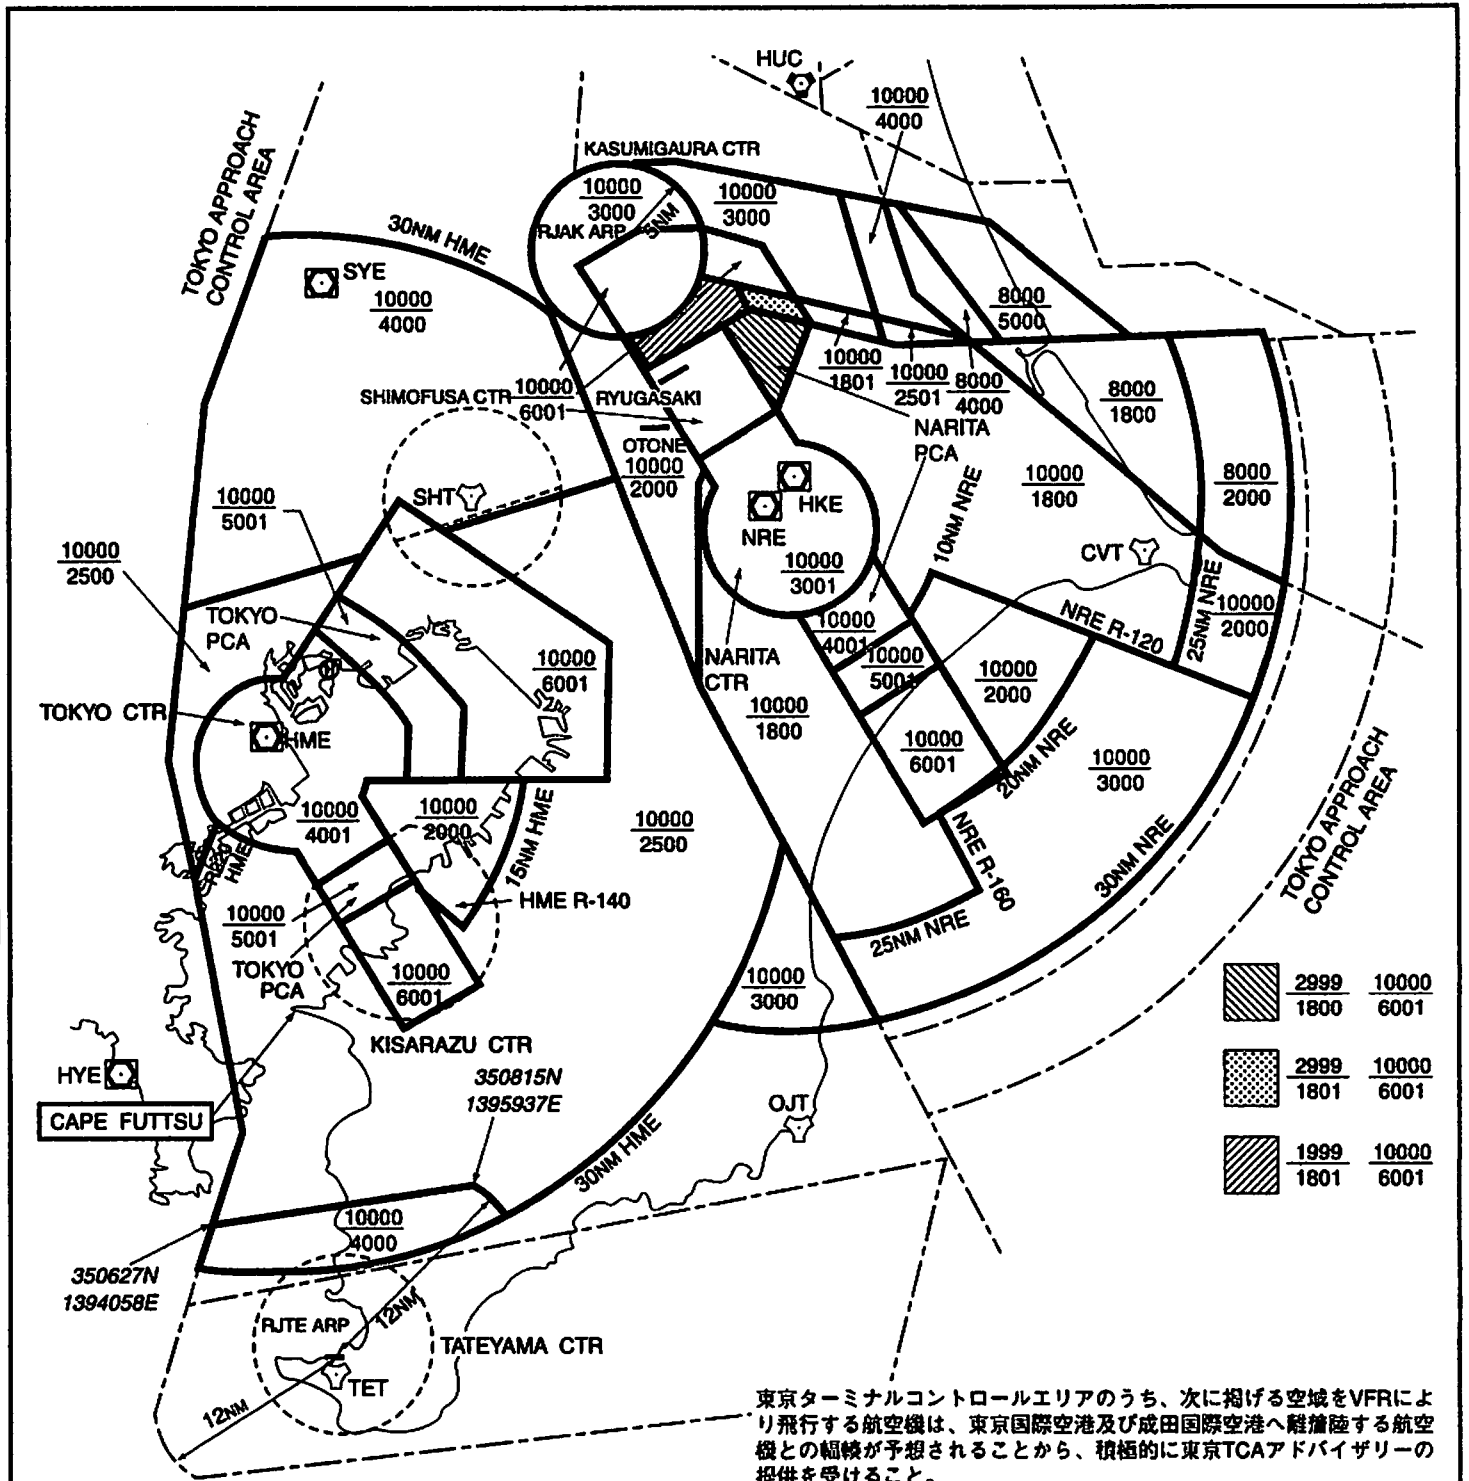 HUC
10000
4000
KASUMIGAURA CTR
TOKYO APPROACH
CONTROL AREA
10000
3000
10000
3000
5NM
RJAK ARP
30NM HME
SYE
10000
4000
8000
5000
10000
1801
10000
2501
8000
4000
8000
1800
SHIMOFUSA CTR
10000
6001
RYUGASAKI
NARITA
PCA
OTONE
10000
2000
10000
1800
8000
2000
SHT
HKE
NRE
10NM NRE
10000
5001
10000
2500
CVT
10000
3001
TOKYO
PCA
10000
4001
NRE R-120
25NM NRE
10000
2000
10000
6001
NARITA
CTR
10000
5001
10000
2000
TOKYO CTR
HME
10000
1800
10000
6001
20NM NRE
10000
3000
TOKYO APPROACH
CONTROL AREA
10000
4001
10000
2000
15NM HME
10000
2500
R-220
HME
NRE R-160
30NM NRE
HME R-140
10000
5001
25NM NRE
TOKYO
PCA
10000
6001
10000
3000
2999 10000
1800 6001
KISARAZU CTR
HYE
350815N
1395937E
2999 10000
1801 6001
CAPE FUTTSU
OJT
30NM HME
1999 10000
1801 6001
10000
4000
350627N
1394058E
12NM
RJTE ARP
TATEYAMA CTR
TET
12NM
東京ターミナルコントロールエリアのうち、次に掲げる空域をVFRによ
り飛行する航空機は、東京国際空港及び成田国際空港へ離着陸する航空
機との輻輳が予想されることから、積極的に東京TCAアドバイザリーの
提供を受けること。